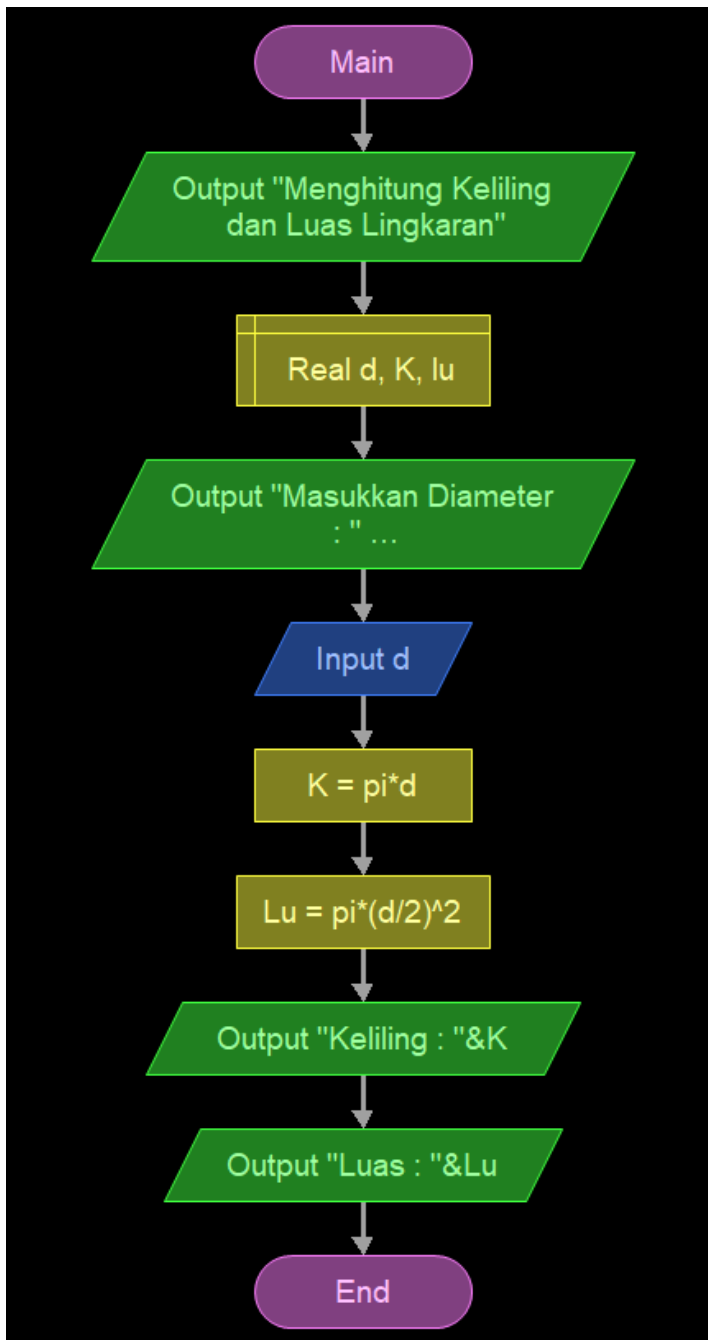 Main
Output "Menghitung Keliling
dan Luas Lingkaran"
Real d, K, lu
Output "Masukkan Diameter
: " ...
Input d
K = pi*d
Lu = pi*(d/2)^2
Output "Keliling : "&K
Output "Luas : "&Lu
End